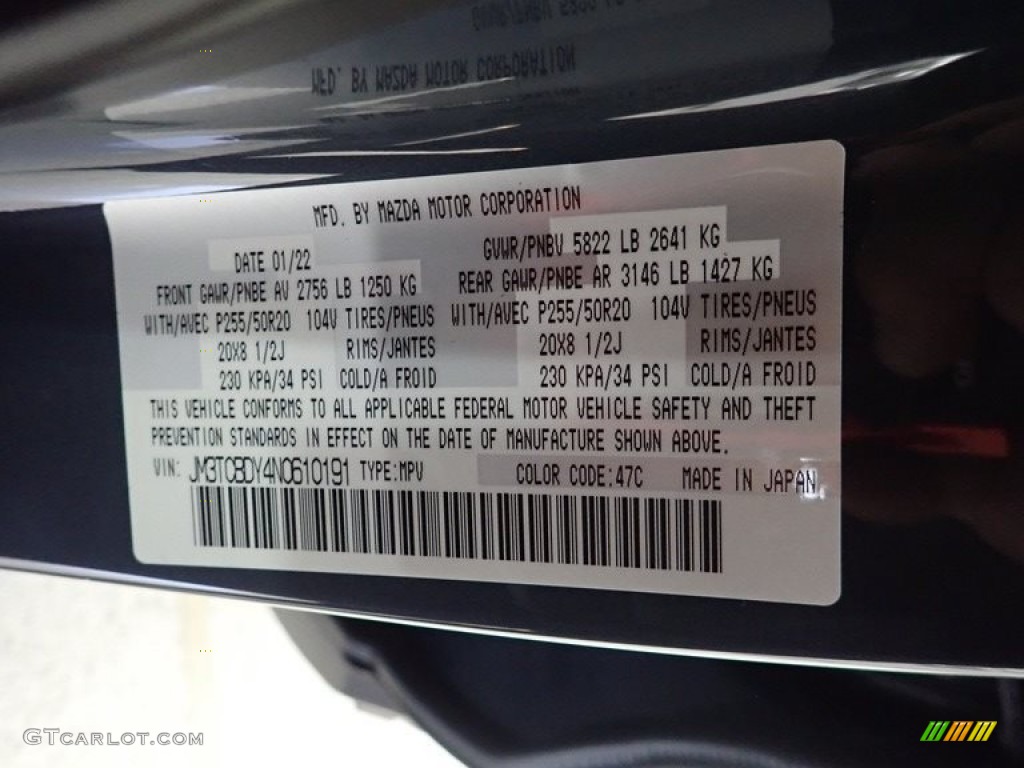 MFD. BY MAZDA MOTOR CORPORATION
DATE 01/22 GVWR/PNBV 5822 LB 2641 KG
FRONT GAWR/PNBE AV 2756 LB 1250 KG REAR GAWR/PNBE AR 3146 LB 1427 KG
WITH/AVEC P255/50R20 104V TIRES/PNEUS WITH/AVEC P255/50R20 104V TIRES/PNEUS
20X8 1/2J RIMS/JANTES 20X8 1/2J RIMS/JANTES
230 KPA/34 PSI COLD/A FROID 230 KPA/34 PSI COLD/A FROID
THIS VEHICLE CONFORMS TO ALL APPLICABLE FEDERAL MOTOR VEHICLE SAFETY AND THEFT
PREVENTION STANDARDS IN EFFECT ON THE DATE OF MANUFACTURE SHOWN ABOVE.
VIN: JM3TCBDY4N0610191 TYPE:MPV COLOR CODE:47C MADE IN JAPAN
GTCARLOT.COM